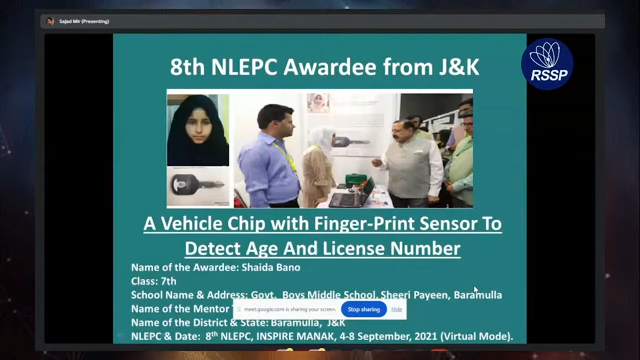 Sajad Mir (Presenting)
8th NLEPC Awardee from J&K
RSSP
A Vehicle Chip with Finger-Print Sensor To
Detect Age And License Number
Name of the Awardee: Shaida Bano
Class: 7th
School Name & Address: Govt. Boys Middle School, Sheeri Payeen, Baramulla
Name of the Mentor
meet.google.com is sharing your screen.
Stop sharing
Hide
Name of the District & State: Baramulla, J&K
NLEPC & Date: 8th NLEPC, INSPIRE MANAK, 4-8 September, 2021 (Virtual Mode).